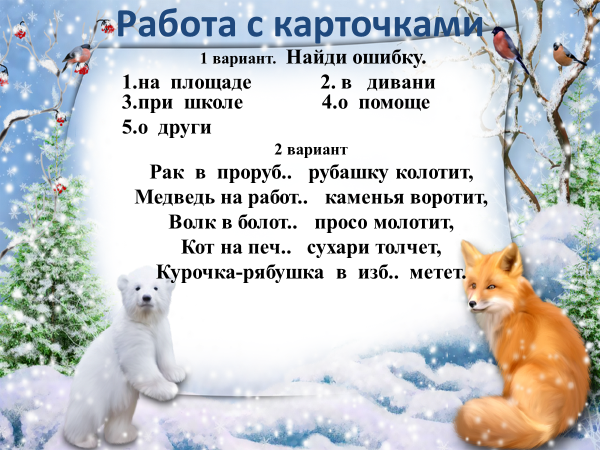 Работа с карточками
1 вариант. Найди ошибку.
1.на площаде 2. в дивани
3.при школе 4.о помоще
5.о други
2 вариант
Рак в проруб.. рубашку колотит,
Медведь на работ.. каменья воротит,
Волк в болот.. просо молотит,
Кот на печ.. сухари толчет,
Курочка-рябушка в изб.. метет.